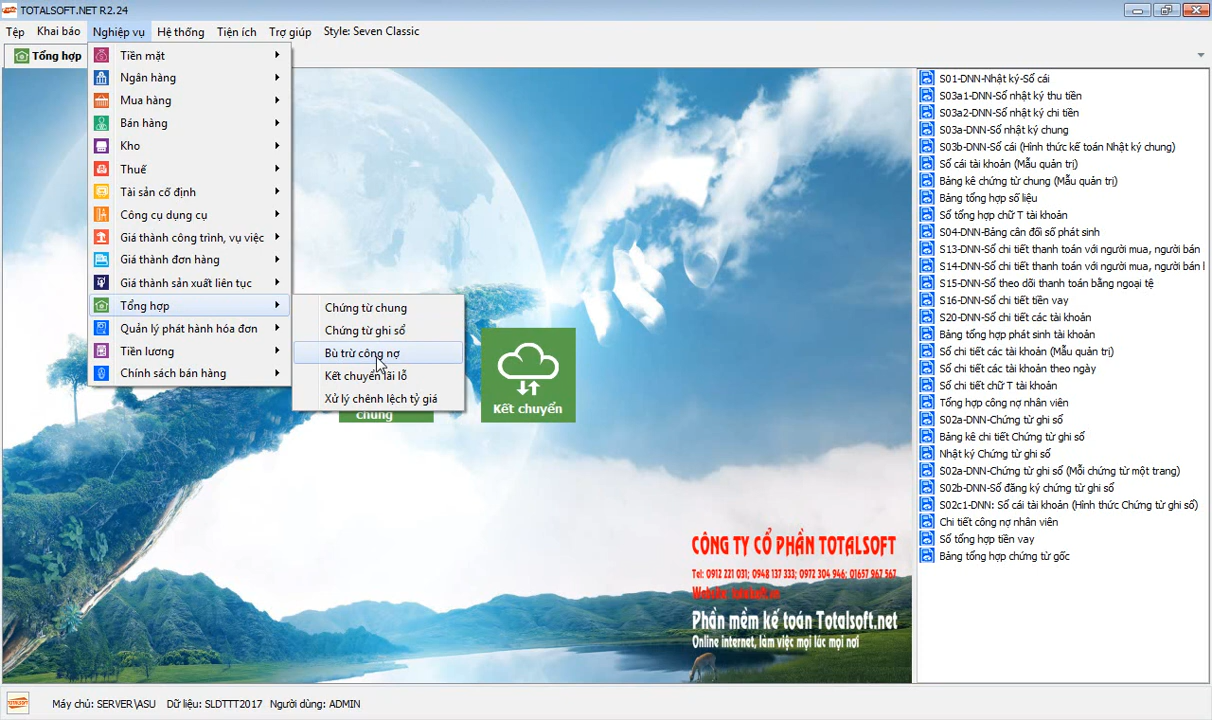 TOTALSOFT.NET R2.24
Tệp Khai báo Nghiệp vụ Hệ thống Tiện ích Trợ giúp Style: Seven Classic
Tổng hợp
Tiền mặt
Ngân hàng
Mua hàng
Bán hàng
Kho
Thuế
Tài sản cố định
Công cụ dụng cụ
Giá thành công trình, vụ việc
Giá thành đơn hàng
Giá thành sản xuất liên tục
Tổng hợp
Quản lý phát hành hóa đơn
Tiền lương
Chính sách bán hàng
Chứng từ chung
Chứng từ ghi sổ
Bù trừ công nợ
Kết chuyển lãi lỗ
Xử lý chênh lệch tỷ giá
chung
Kết chuyển
S01-DNN-Nhật ký-Sổ cái
S03a1-DNN-Sổ nhật ký thu tiền
S03a2-DNN-Sổ nhật ký chi tiền
S03a-DNN-Sổ nhật ký chung
S03b-DNN-Sổ cái (Hình thức kế toán Nhật ký chung)
Sổ cái tài khoản (Mẫu quản trị)
Bảng kê chứng từ chung (Mẫu quản trị)
Bảng tổng hợp số liệu
Sổ tổng hợp chữ T tài khoản
S04-DNN-Bảng cân đối số phát sinh
S13-DNN-Sổ chi tiết thanh toán với người mua, người bán
S14-DNN-Sổ chi tiết thanh toán với người mua, người bán l
S15-DNN-Sổ theo dõi thanh toán bằng ngoại tệ
S16-DNN-Sổ chi tiết tiền vay
S20-DNN-Sổ chi tiết các tài khoản
Bảng tổng hợp phát sinh tài khoản
Sổ chi tiết các tài khoản (Mẫu quản trị)
Sổ chi tiết các tài khoản theo ngày
Sổ chi tiết chữ T tài khoản
Tổng hợp công nợ nhân viên
S02a-DNN-Chứng từ ghi sổ
Bảng kê chi tiết Chứng từ ghi sổ
Nhật ký Chứng từ ghi sổ
S02a-DNN-Chứng từ ghi sổ (Mỗi chứng từ một trang)
S02b-DNN-Sổ đăng ký chứng từ ghi sổ
S02c1-DNN: Sổ cái tài khoản (Hình thức Chứng từ ghi sổ)
Chi tiết công nợ nhân viên
Sổ tổng hợp tiền vay
Bảng tổng hợp chứng từ gốc
CÔNG TY CỔ PHẦN TOTALSOFT
Tel: 0912 221 031; 0948 137 333; 0972 304 946; 01657 967 567
Website: totalsoft.vn
Phần mềm kế toán Totalsoft.net
Online internet, làm việc mọi lúc mọi nơi
TOTALSOFT
Máy chủ: SERVER\ASU Dữ liệu: SLDTTT2017 Người dùng: ADMIN